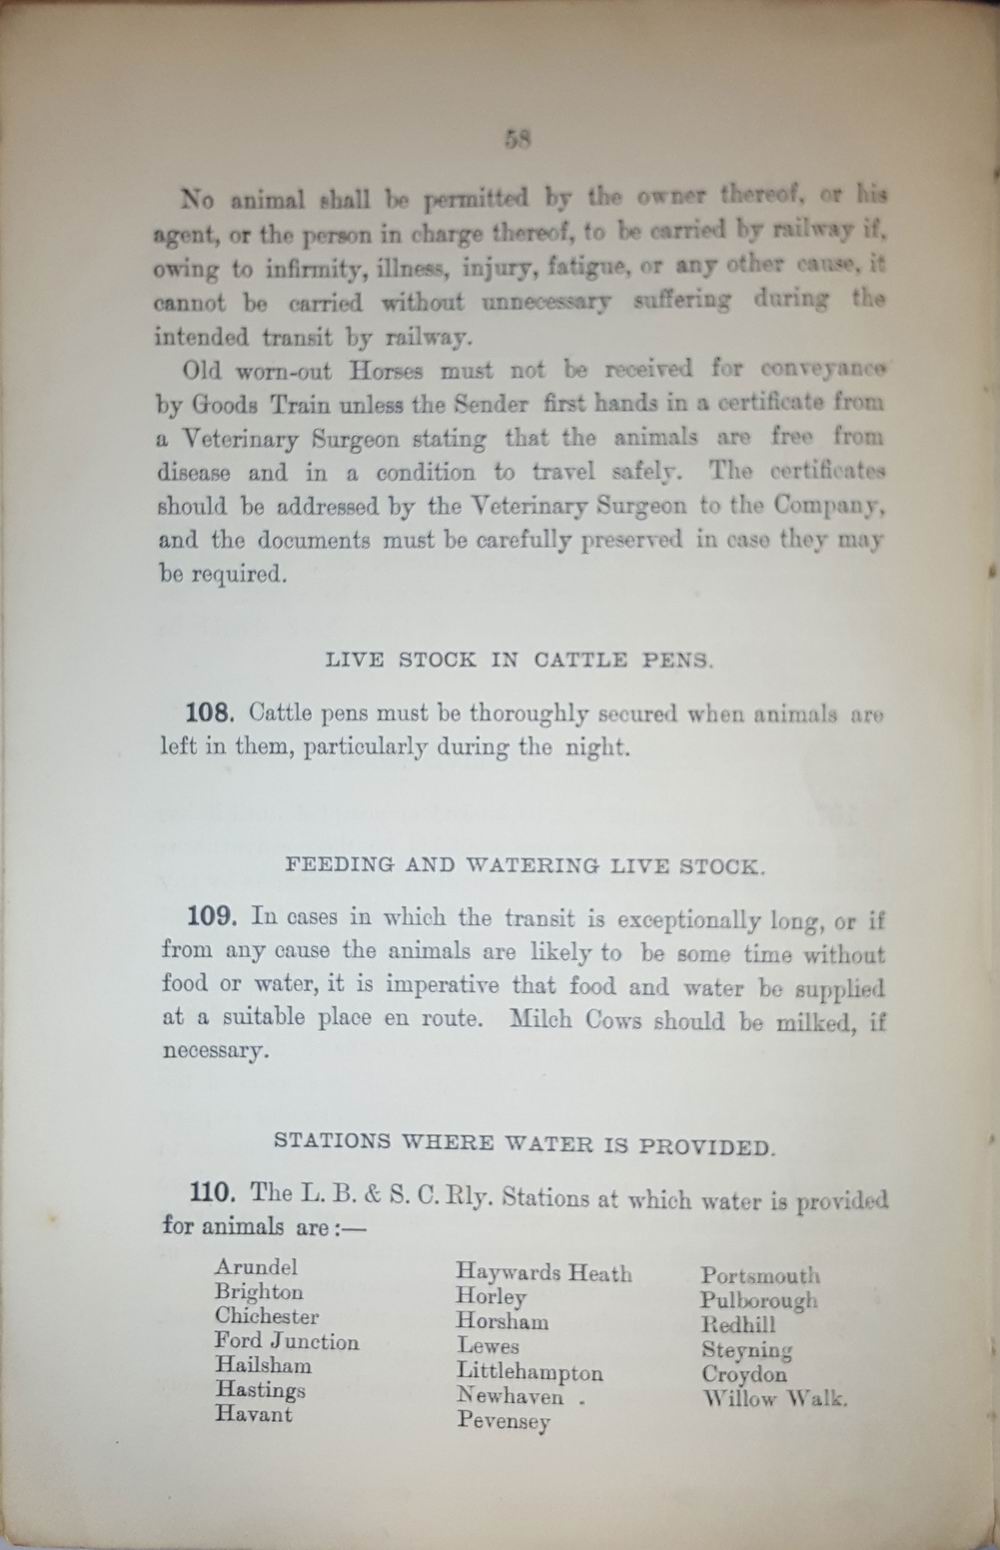 58
No animal shall be permitted by the owner thereof, or his
agent, or the person in charge thereof, to be carried by railway if,
owing to infirmity, illness, injury, fatigue, or any other cause, it
cannot be carried without unnecessary suffering during the
intended transit by railway.
Old worn-out Horses must not be received for conveyance
by Goods Train unless the Sender first hands in a certificate from
a Veterinary Surgeon stating that the animals are free from
disease and in a condition to travel safely. The certificates
should be addressed by the Veterinary Surgeon to the Company,
and the documents must be carefully preserved in case they may
be required.
LIVE STOCK IN CATTLE PENS.
108. Cattle pens must be thoroughly secured when animals are
left in them, particularly during the night.
FEEDING AND WATERING LIVE STOCK.
109. In cases in which the transit is exceptionally long, or if
from any cause the animals are likely to be some time without
food or water, it is imperative that food and water be supplied
at a suitable place en route. Milch Cows should be milked, if
necessary.
STATIONS WHERE WATER IS PROVIDED.
110. The L. B. & S. C. Rly. Stations at which water is provided
for animals are :—
Arundel
Brighton
Chichester
Ford Junction
Hailsham
Hastings
Havant
Haywards Heath
Horley
Horsham
Lewes
Littlehampton
Newhaven .
Pevensey
Portsmouth
Pulborough
Redhill
Steyning
Croydon
Willow Walk.